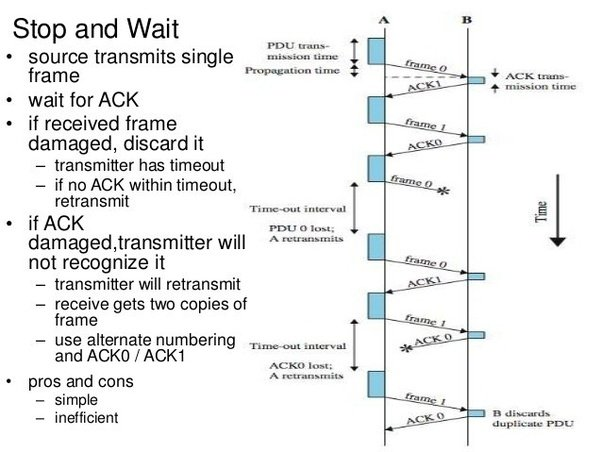 Stop and Wait
• source transmits single
frame
• wait for ACK
• if received frame
damaged, discard it
– transmitter has timeout
– if no ACK within timeout,
retransmit
• if ACK
damaged,transmitter will
not recognize it
– transmitter will retransmit
– receive gets two copies of
frame
– use alternate numbering
and ACK0 / ACK1
• pros and cons
– simple
– inefficient
A
B
PDU trans-
mission time
Propagation time
frame 0
ACK trans-
mission time
ACK1
frame 1
ACK0
frame 0
Time-out interval
PDU 0 lost;
A retransmits
Time
frame 0
ACK1
frame 1
ACK 0
Time-out interval
ACK0 lost;
A retransmits
frame 1
ACK 0
B discards
duplicate PDU